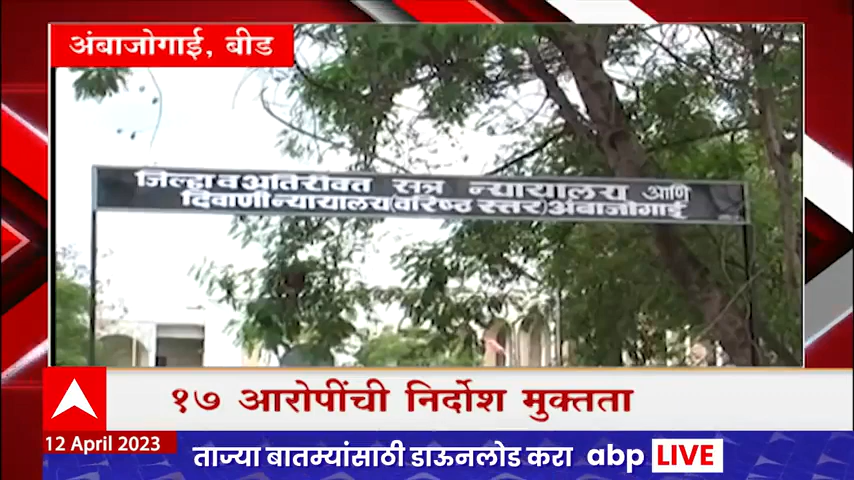 अंबाजोगाई, बीड
जिल्हा व अतिरीक्त सत्र न्यायालय आणि
दिवाणी न्यायालय (वरिष्ठ स्तर) अंबाजोगाई
१७ आरोपींची निर्दोष मुक्तता
12 April 2023
ताज्या बातम्यांसाठी डाऊनलोड करा abp LIVE